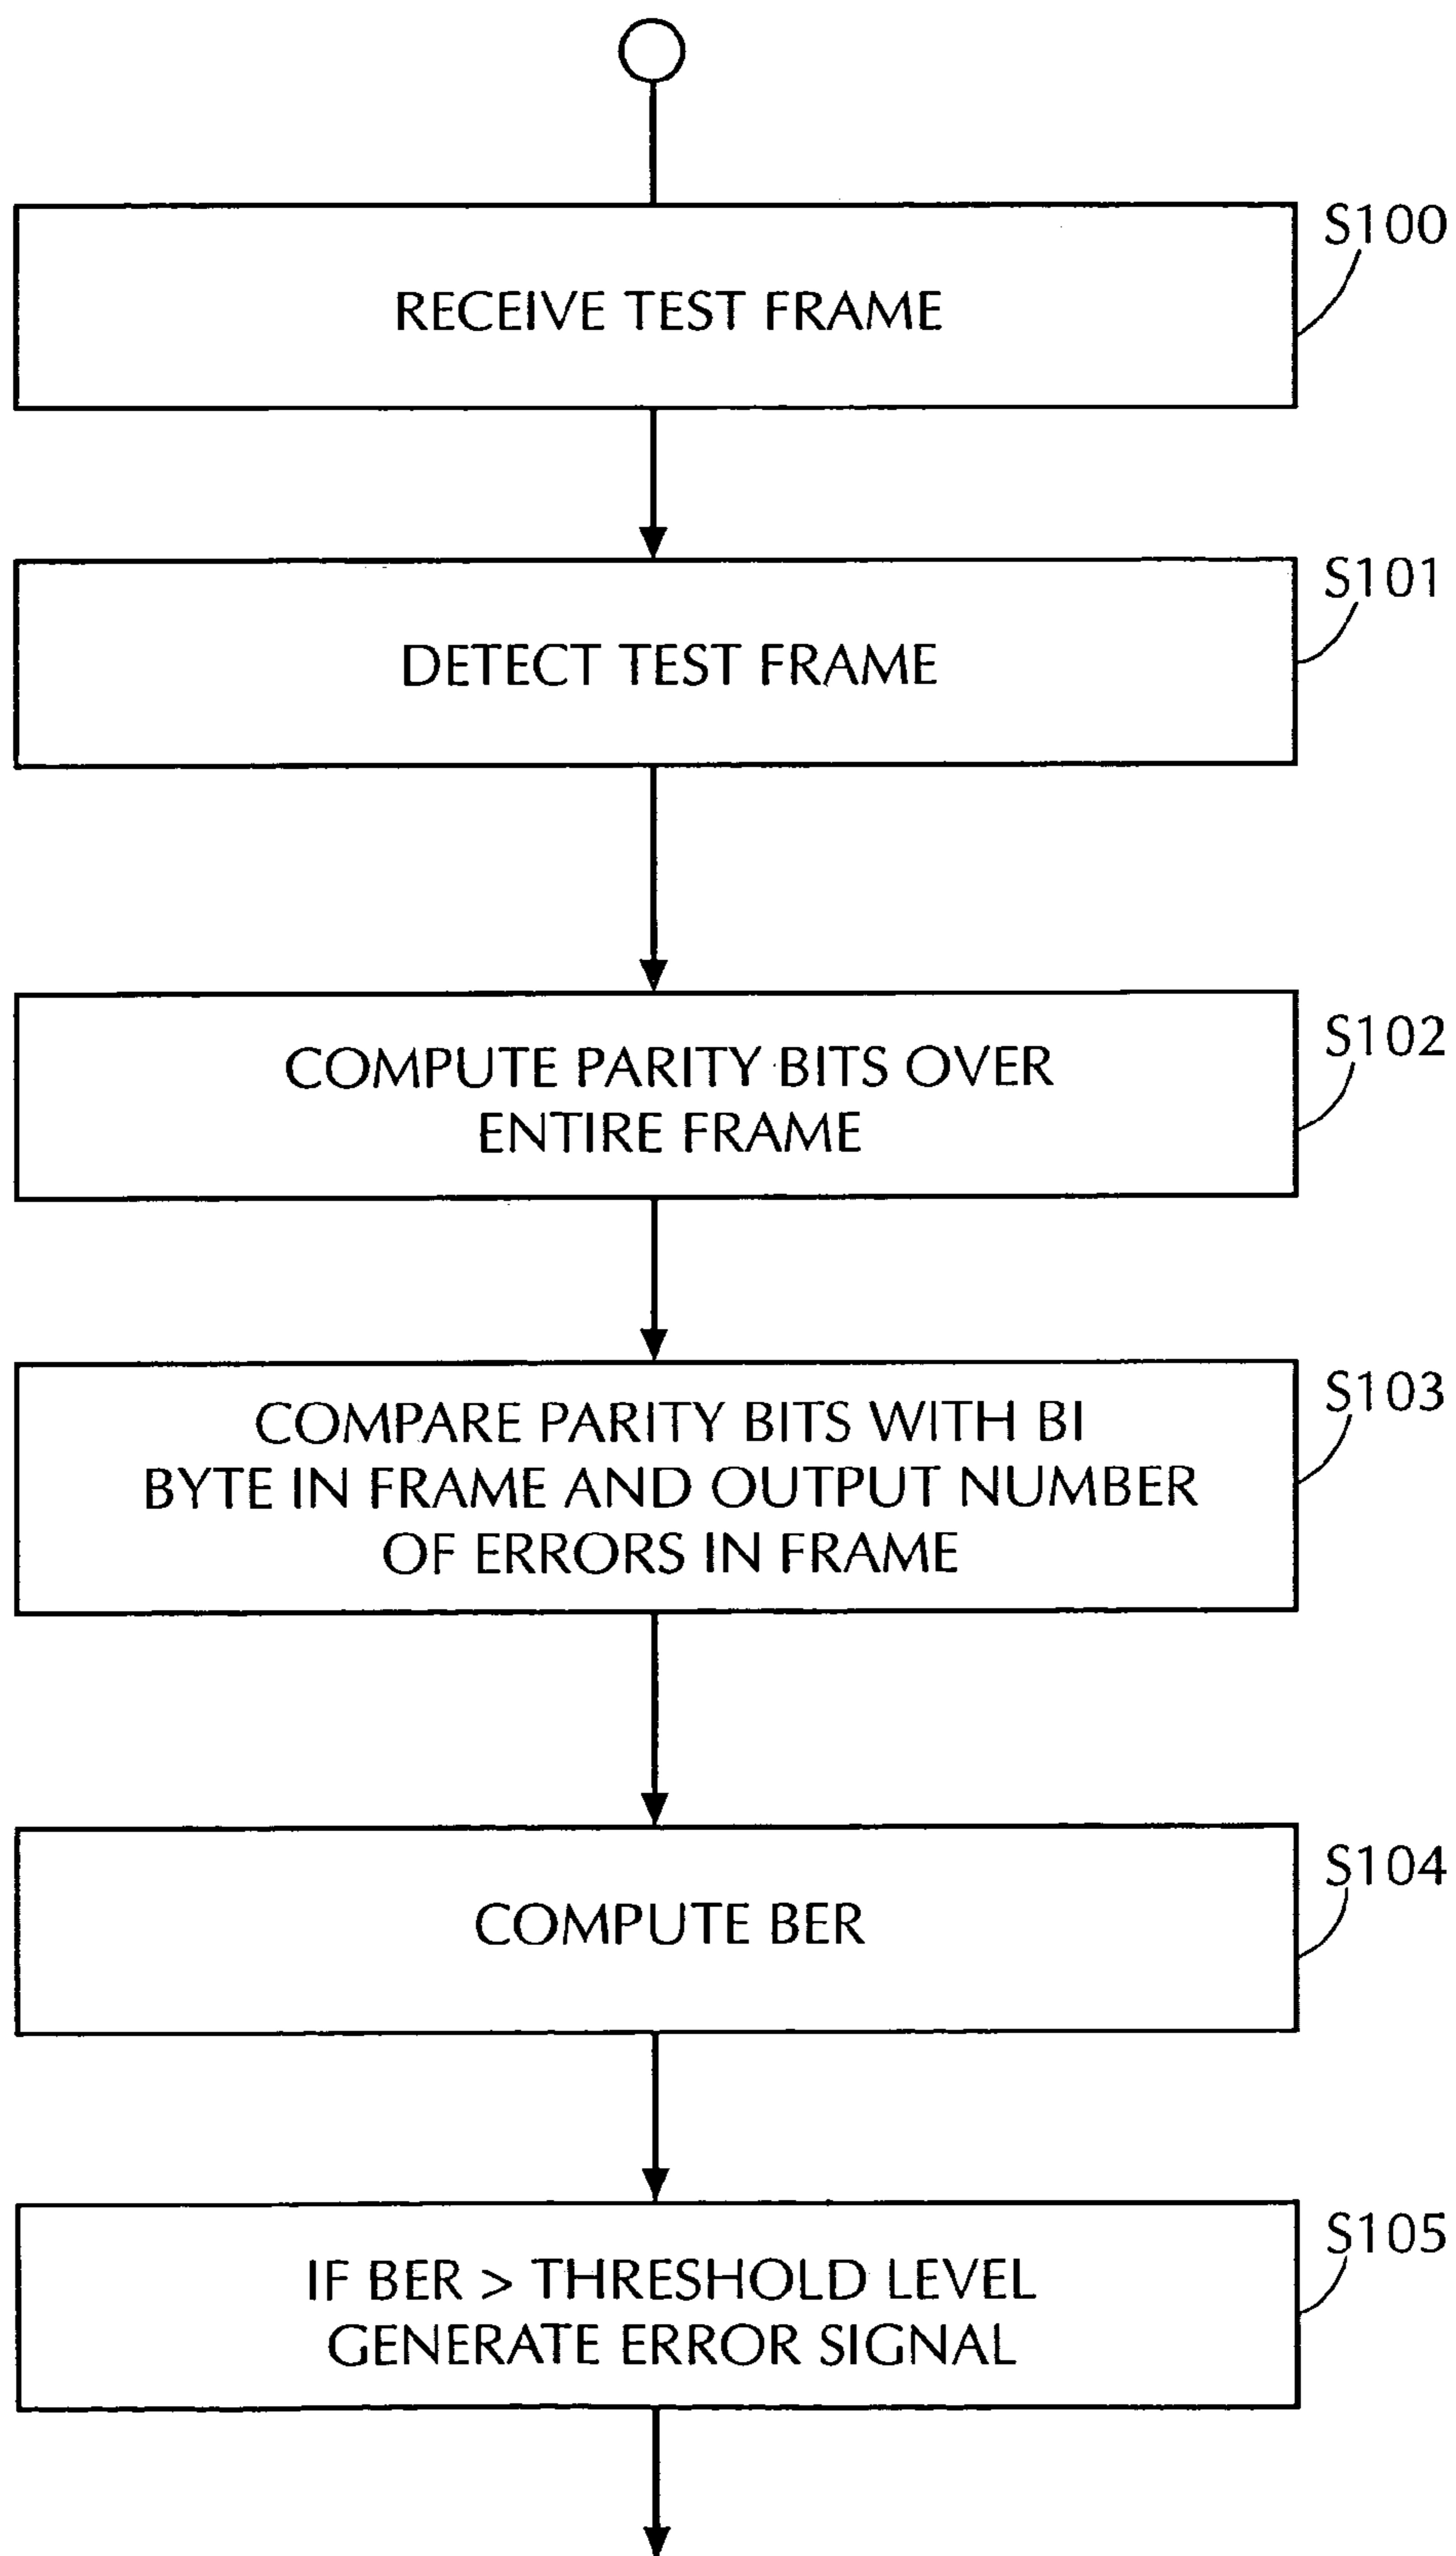 S100
RECEIVE TEST FRAME
S101
DETECT TEST FRAME
S102
COMPUTE PARITY BITS OVER
ENTIRE FRAME
S103
COMPARE PARITY BITS WITH BI
BYTE IN FRAME AND OUTPUT NUMBER
OF ERRORS IN FRAME
S104
COMPUTE BER
S105
IF BER > THRESHOLD LEVEL
GENERATE ERROR SIGNAL